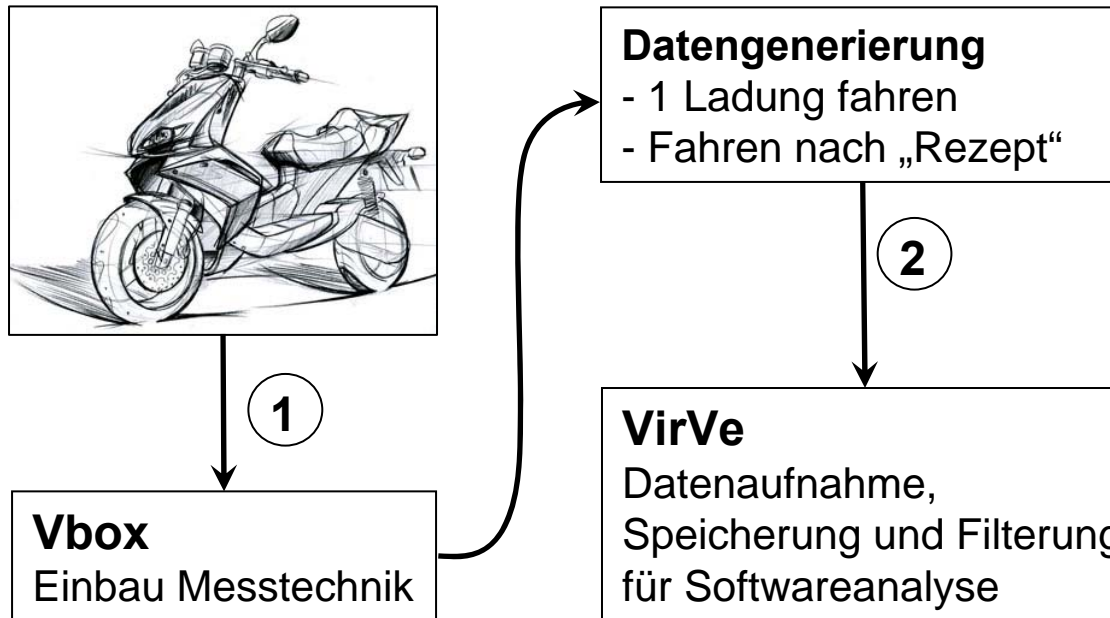 1
Vbox
Einbau Messtechnik
Datengenerierung
- 1 Ladung fahren
- Fahren nach „Rezept“
2
VirVe
Datenaufnahme,
Speicherung und Filterung
für Softwareanalyse